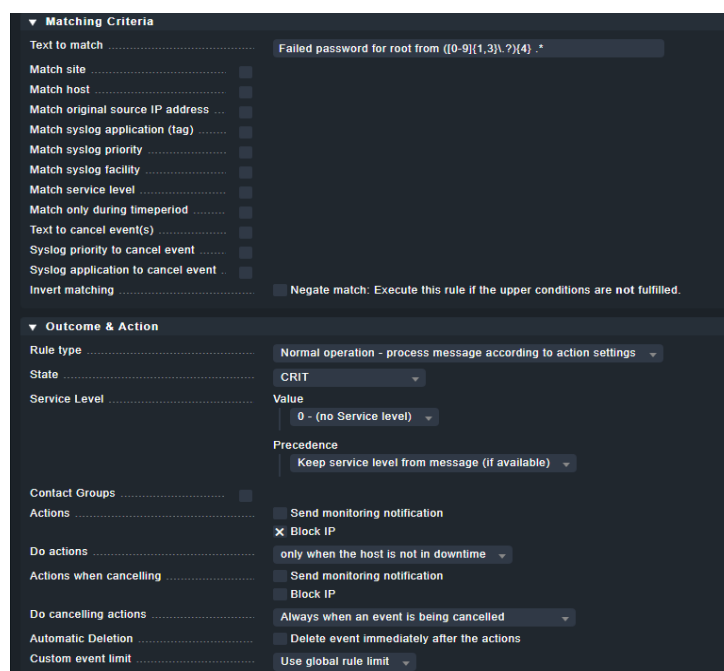 Matching Criteria
Text to match Failed password for root from ([0-9]{1,3}\.?){4} .*
Match site
Match host
Match original source IP address
Match syslog application (tag)
Match syslog priority
Match syslog facility
Match service level
Match only during timeperiod
Text to cancel event(s)
Syslog priority to cancel event
Syslog application to cancel event
Invert matching Negate match: Execute this rule if the upper conditions are not fulfilled.
Outcome & Action
Rule type Normal operation - process message according to action settings
State CRIT
Service Level Value
0 - (no Service level)
Precedence
Keep service level from message (if available)
Contact Groups
Actions Send monitoring notification
Block IP
Do actions only when the host is not in downtime
Actions when cancelling Send monitoring notification
Block IP
Do cancelling actions Always when an event is being cancelled
Automatic Deletion Delete event immediately after the actions
Custom event limit Use global rule limit